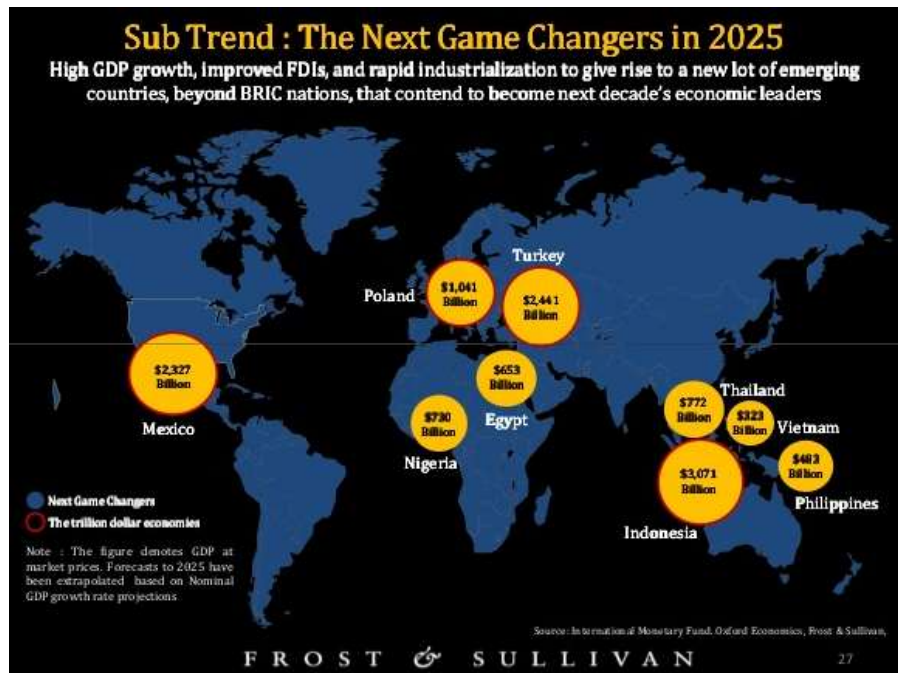 Sub Trend : The Next Game Changers in 2025
High GDP growth, improved FDIs, and rapid industrialization to give rise to a new lot of emerging
countries, beyond BRIC nations, that contend to become next decade's economic leaders
Turkey
$2,441
Billion
Poland
$1,041
Billion
$2,327
Billion
Mexico
$653
Billion
Egypt
$730
Billion
Nigeria
Thailand
$772
Billion
$323
Billion
Vietnam
$483
Billion
Philippines
$3,071
Billion
Indonesia
Next Game Changers
The trillion dollar economies
Note : The figure denotes GDP at
market prices. Forecasts to 2025 have
been extrapolated based on Nominal
GDP growth rate projections
Source: International Monetary Fund. Oxford Economics, Frost & Sullivan,
FROST & SULLIVAN
27